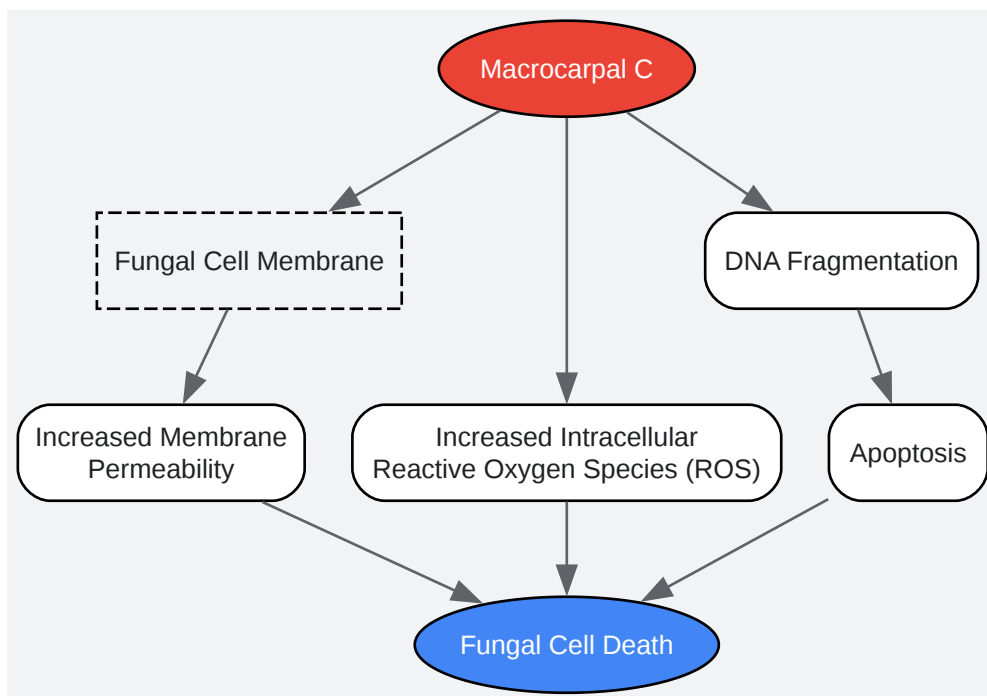 Macrocarpal C
Fungal Cell Membrane
DNA Fragmentation
Increased Membrane
Permeability
Increased Intracellular
Reactive Oxygen Species (ROS)
Apoptosis
Fungal Cell Death